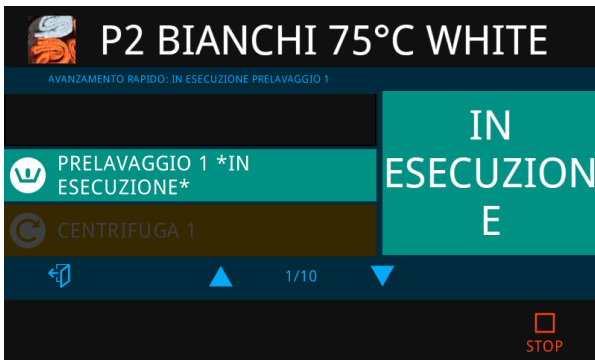 P2 BIANCHI 75°C WHITE
AVANZAMENTO RAPIDO: IN ESECUZIONE PRELAVAGGIO 1
PRELAVAGGIO 1 *IN
ESECUZIONE*
IN
ESECUZION
E
CENTRIFUGA 1
1/10
STOP